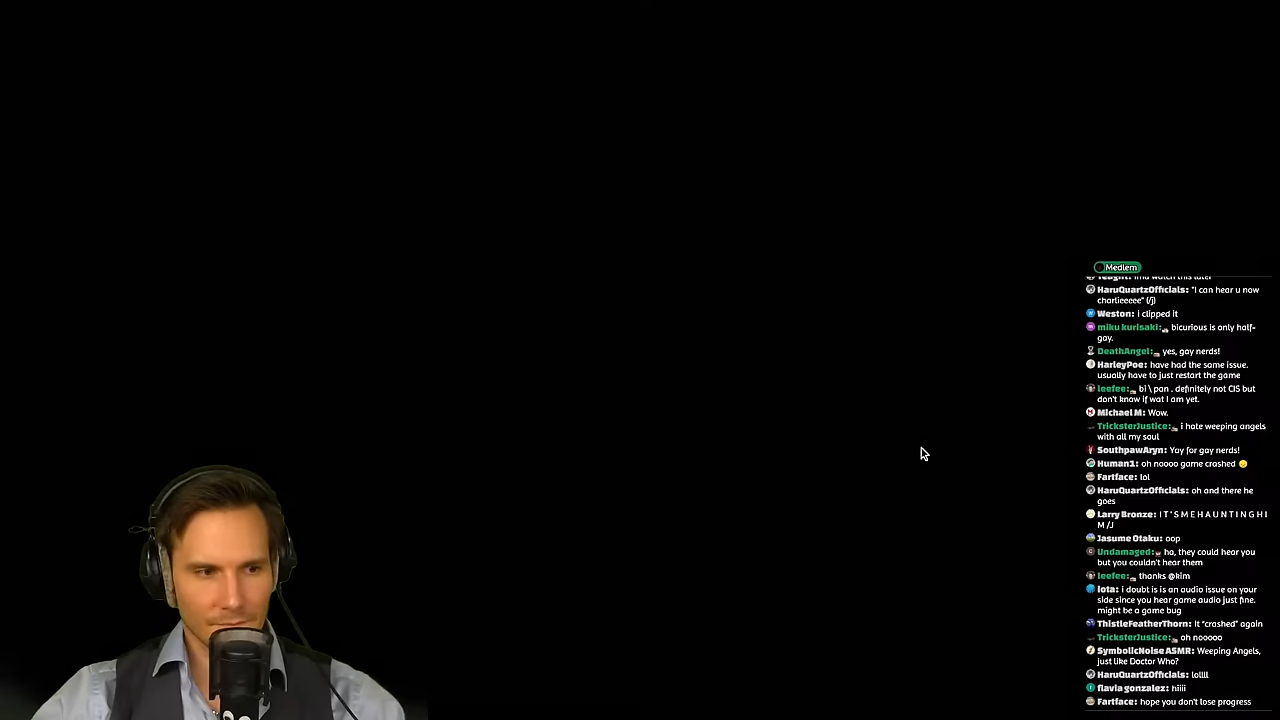 Medlem
HaruQuartzOfficials: "I can hear u now
charlieeeee" (/j)
Weston: I clipped it
miku kurisaki: bicurious is only half-
gay.
DeathAngel: yes, gay nerds!
HarleyPoe: have had the same issue.
usually have to just restart the game
leefee: bi \ pan . definitely not CIS but
don't know if wat I am yet.
Michael M: Wow.
TricksterJustice: i hate weeping angels
with all my soul
SouthpawAryn: Yay for gay nerds!
Human1: oh noooo game crashed 😞
Fartface: lol
HaruQuartzOfficials: oh and there he
goes
Larry Bronze: I T ' S M E H A U N T I N G H I
M /J
Jasume Otaku: oop
Undamaged: ha, they could hear you
but you couldn't hear them
leefee: thanks @kim
Iota: i doubt is is an audio issue on your
side since you hear game audio just fine.
might be a game bug
ThistleFeatherThorn: It "crashed" again
TricksterJustice: oh nooooo
SymbolicNoise ASMR: Weeping Angels,
just like Doctor Who?
HaruQuartzOfficials: lollll
flavia gonzalez: hiiii
Fartface: hope you don't lose progress